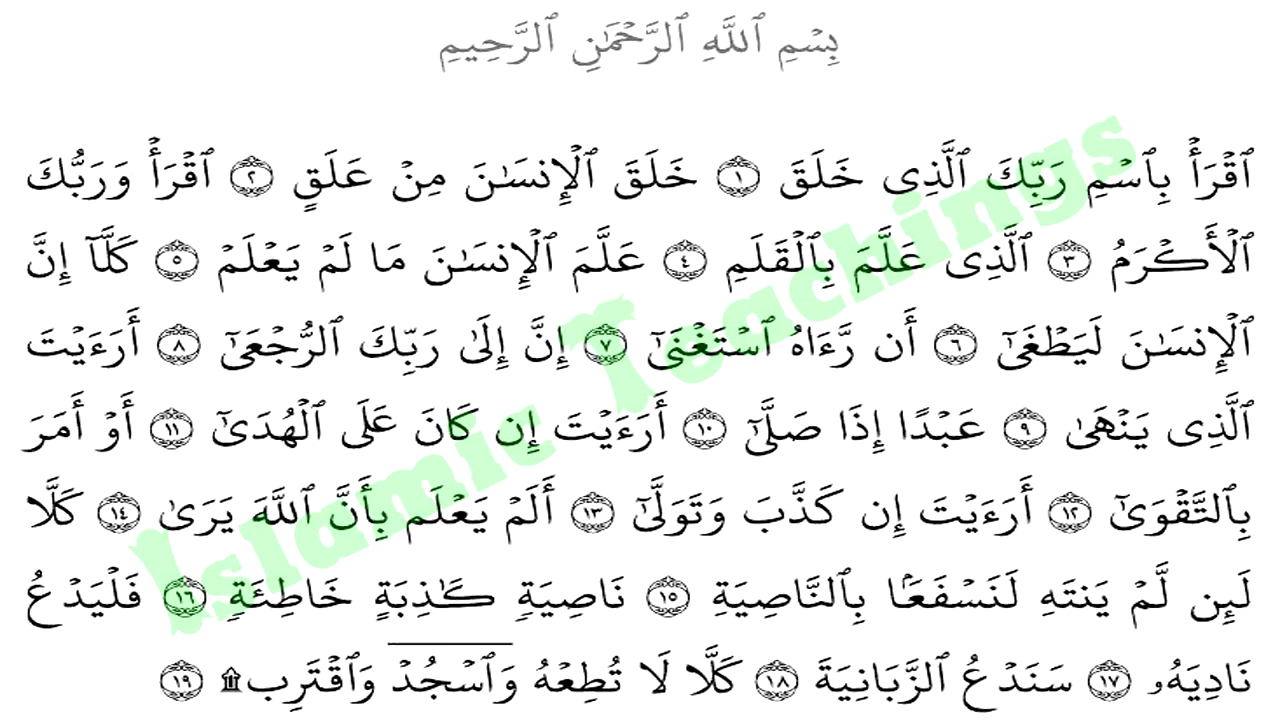 بِسْمِ ٱللَّهِ ٱلرَّحْمَٰنِ ٱلرَّحِيمِ
ٱقْرَأْ بِٱسْمِ رَبِّكَ ٱلَّذِى خَلَقَ ١ خَلَقَ ٱلْإِنسَٰنَ مِنْ عَلَقٍ ٢ ٱقْرَأْ وَرَبُّكَ
ٱلْأَكْرَمُ ٣ ٱلَّذِى عَلَّمَ بِٱلْقَلَمِ ٤ عَلَّمَ ٱلْإِنسَٰنَ مَا لَمْ يَعْلَمْ ٥ كَلَّآ إِنَّ
ٱلْإِنسَٰنَ لَيَطْغَىٰٓ ٦ أَن رَّءَاهُ ٱسْتَغْنَىٰٓ ٧ إِنَّ إِلَىٰ رَبِّكَ ٱلرُّجْعَىٰٓ ٨ أَرَءَيْتَ
ٱلَّذِى يَنْهَىٰ ٩ عَبْدًا إِذَا صَلَّىٰٓ ١٠ أَرَءَيْتَ إِن كَانَ عَلَى ٱلْهُدَىٰٓ ١١ أَوْ أَمَرَ
بِٱلتَّقْوَىٰٓ ١٢ أَرَءَيْتَ إِن كَذَّبَ وَتَوَلَّىٰٓ ١٣ أَلَمْ يَعْلَم بِأَنَّ ٱللَّهَ يَرَىٰ ١٤ كَلَّا
لَئِن لَّمْ يَنتَهِ لَنَسْفَعًۢا بِٱلنَّاصِيَةِ ١٥ نَاصِيَةٍ كَٰذِبَةٍ خَاطِئَةٍ ١٦ فَلْيَدْعُ
نَادِيَهُۥ ١٧ سَنَدْعُ ٱلزَّبَانِيَةَ ١٨ كَلَّا لَا تُطِعْهُ وَٱسْجُدْ وَٱقْتَرِب ۩ ١٩
Islamic Teachings